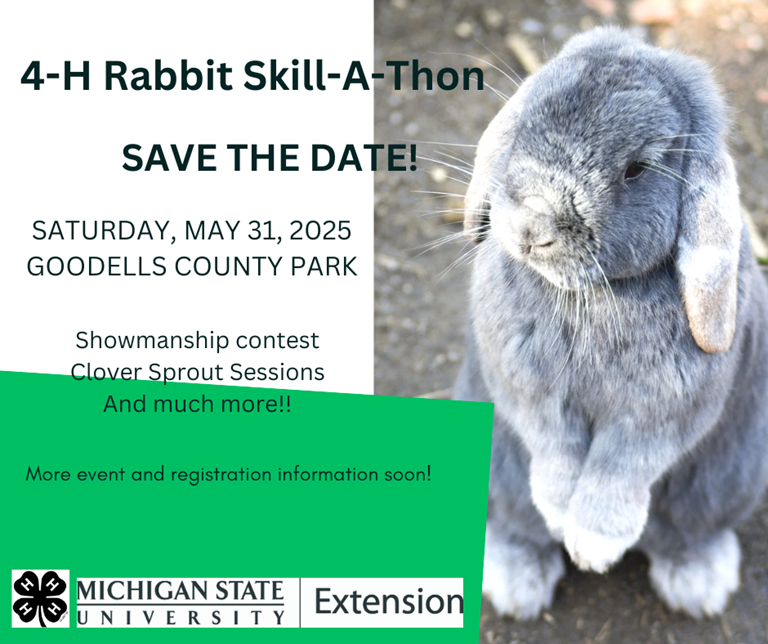 4-H Rabbit Skill-A-Thon
SAVE THE DATE!
SATURDAY, MAY 31, 2025
GOODELLS COUNTY PARK
Showmanship contest
Clover Sprout Sessions
And much more!!
More event and registration information soon!
H H
H H
MICHIGAN STATE
UNIVERSITY
Extension